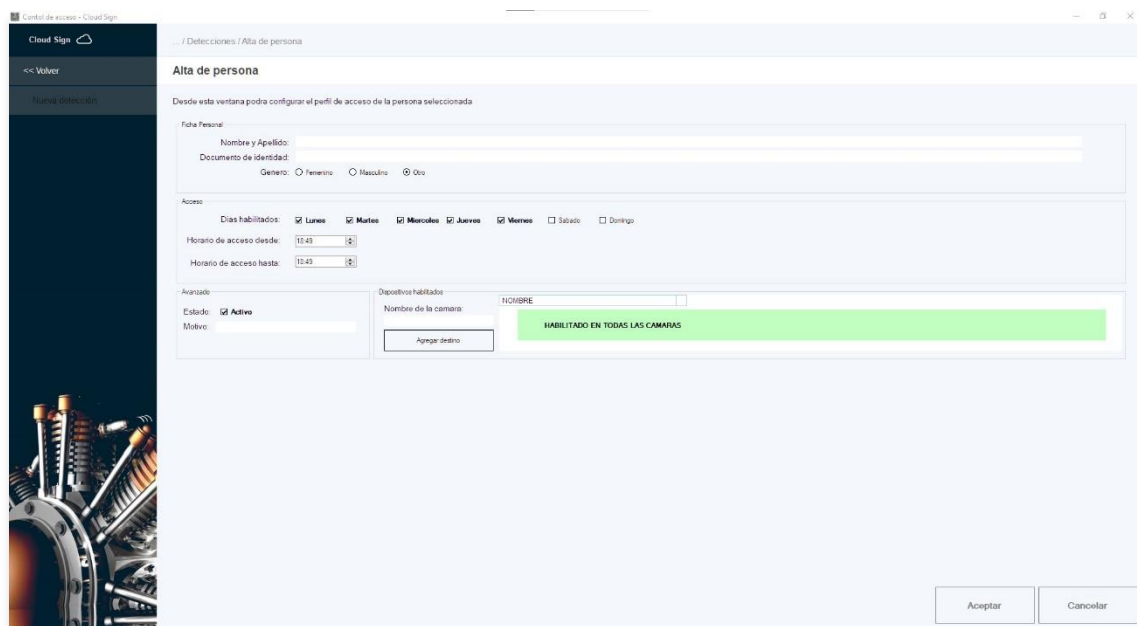 Contol de acceso - Cloud Sign
Cloud Sign
... / Detecciones / Alta de persona
<< Volver
Alta de persona
Nueva detección
Desde esta ventana podra configurar el perfil de acceso de la persona seleccionada
Ficha Personal
Nombre y Apellido:
Documento de identidad:
Genero: Femenino Masculino Otro
Acceso
Dias habilitados: Lunes Martes Miercoles Jueves Viernes Sabado Domingo
Horario de acceso desde: 18:49
Horario de acceso hasta: 18:49
Avanzado
Estado: Activo
Motivo:
Dispositivos habilitados
Nombre de la camara:
Agregar destino
NOMBRE
HABILITADO EN TODAS LAS CAMARAS
Aceptar Cancelar